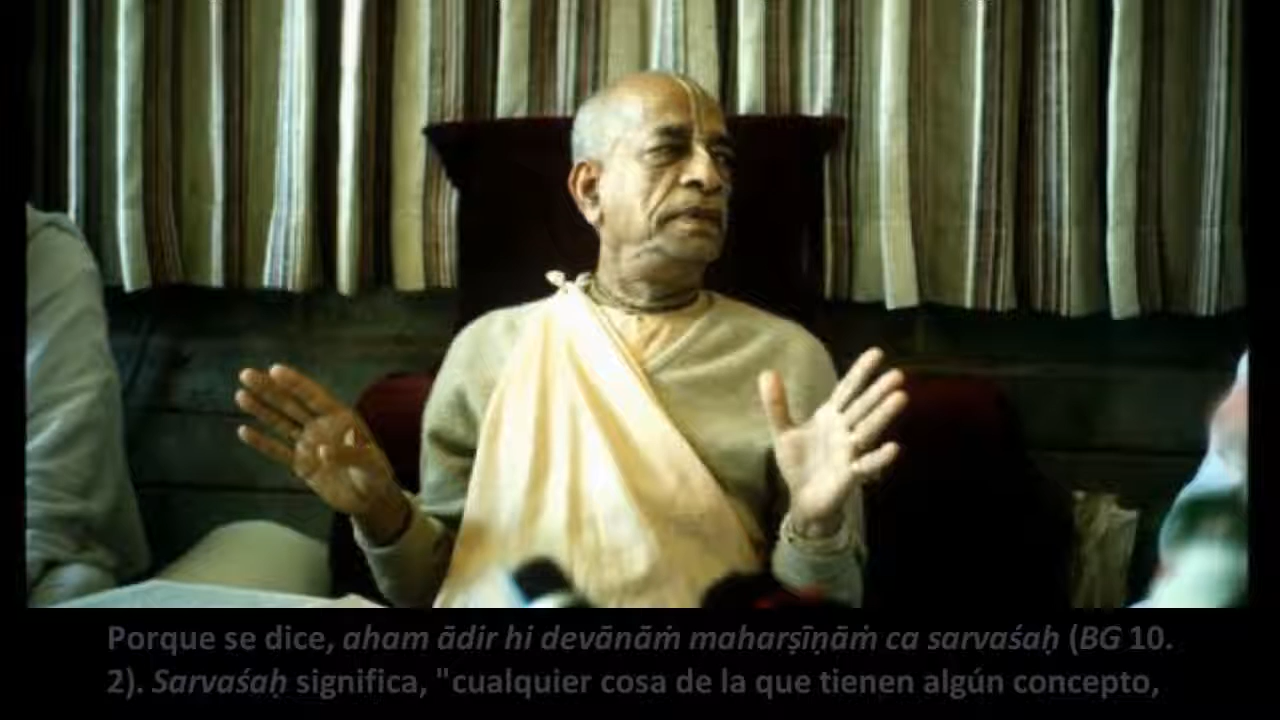 Porque se dice, aham ādir hi devānāṁ maharṣīṇāṁ ca sarvaśaḥ (BG 10.
2). Sarvaśaḥ significa, "cualquier cosa de la que tienen algún concepto,